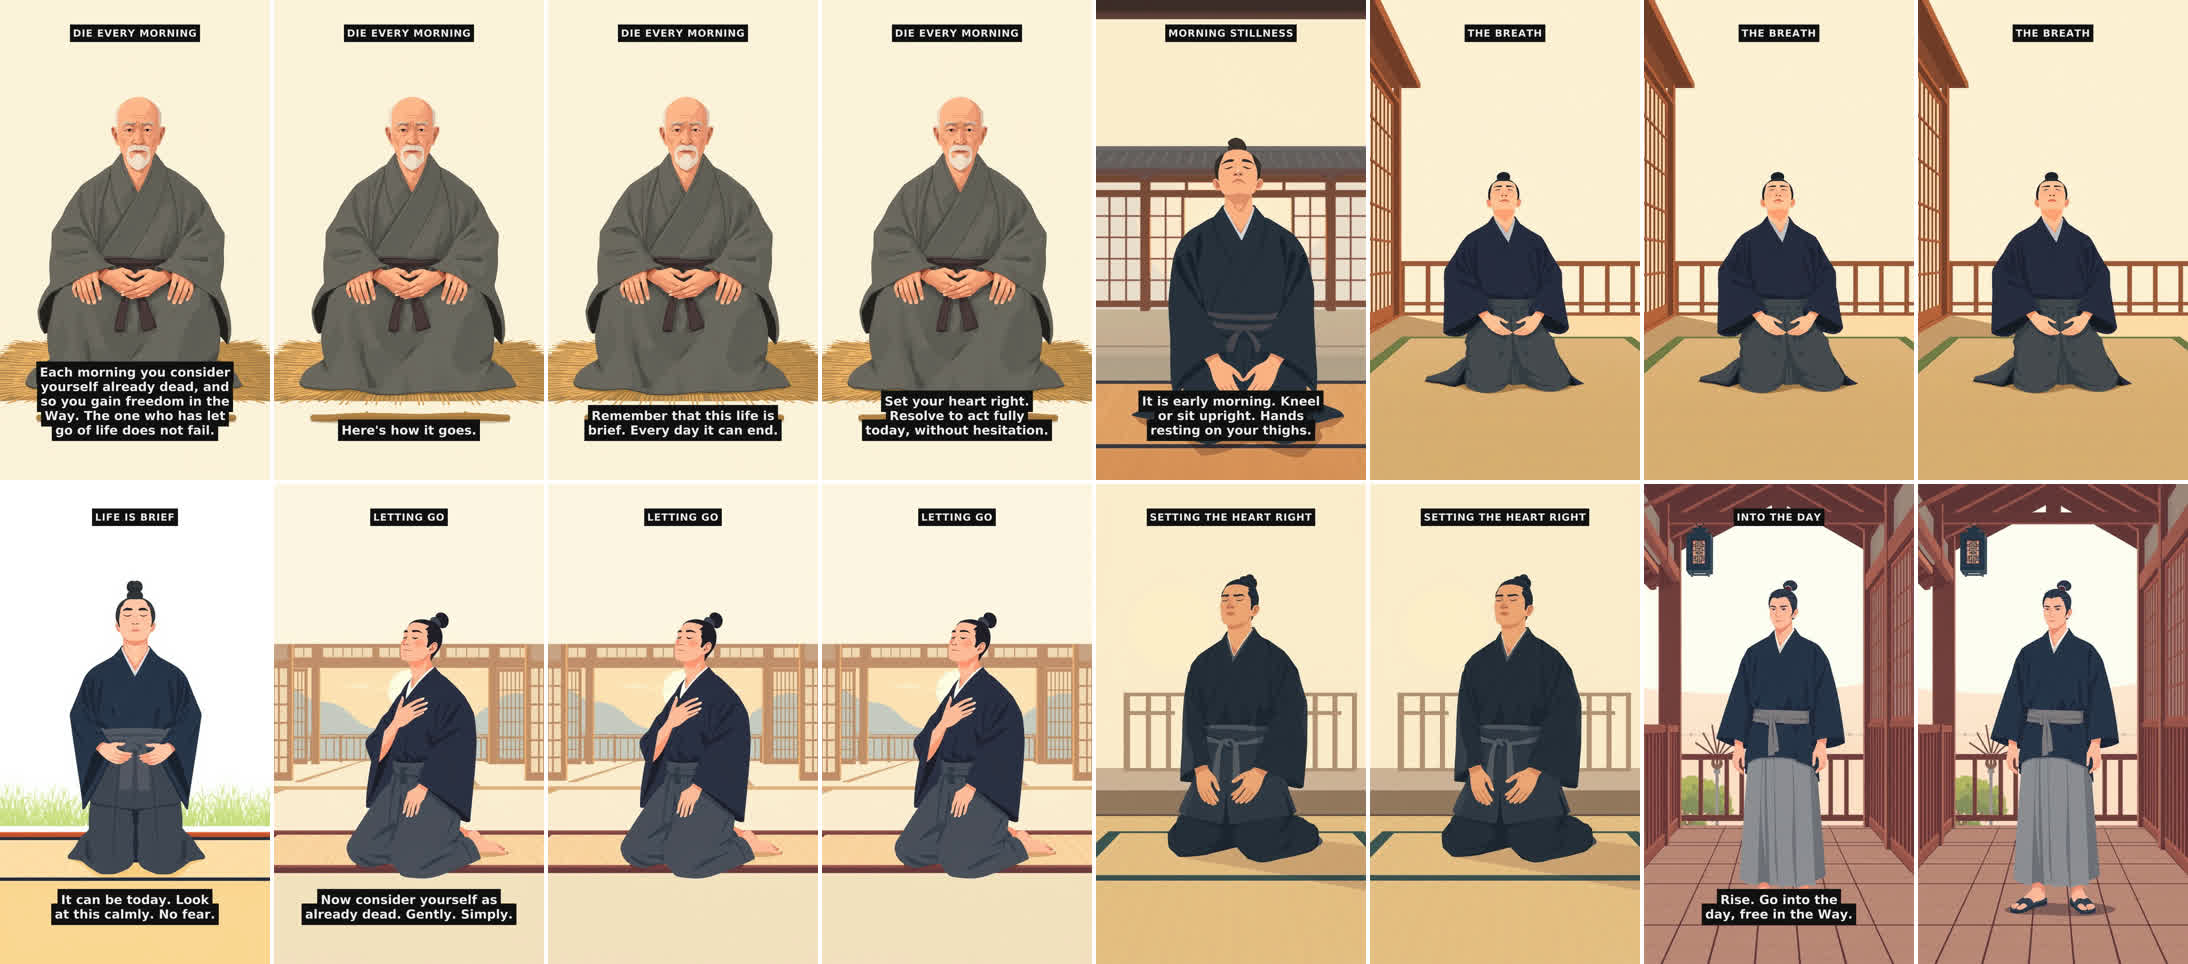 DIE EVERY MORNING
Each morning you consider
yourself already dead, and
so you gain freedom in the
Way. The one who has let
go of life does not fail.
DIE EVERY MORNING
Here's how it goes.
DIE EVERY MORNING
Remember that this life is
brief. Every day it can end.
DIE EVERY MORNING
Set your heart right.
Resolve to act fully
today, without hesitation.
MORNING STILLNESS
It is early morning. Kneel
or sit upright. Hands
resting on your thighs.
THE BREATH
THE BREATH
THE BREATH
LIFE IS BRIEF
It can be today. Look
at this calmly. No fear.
LETTING GO
Now consider yourself as
already dead. Gently. Simply.
LETTING GO
LETTING GO
SETTING THE HEART RIGHT
SETTING THE HEART RIGHT
INTO THE DAY
Rise. Go into the
day, free in the Way.